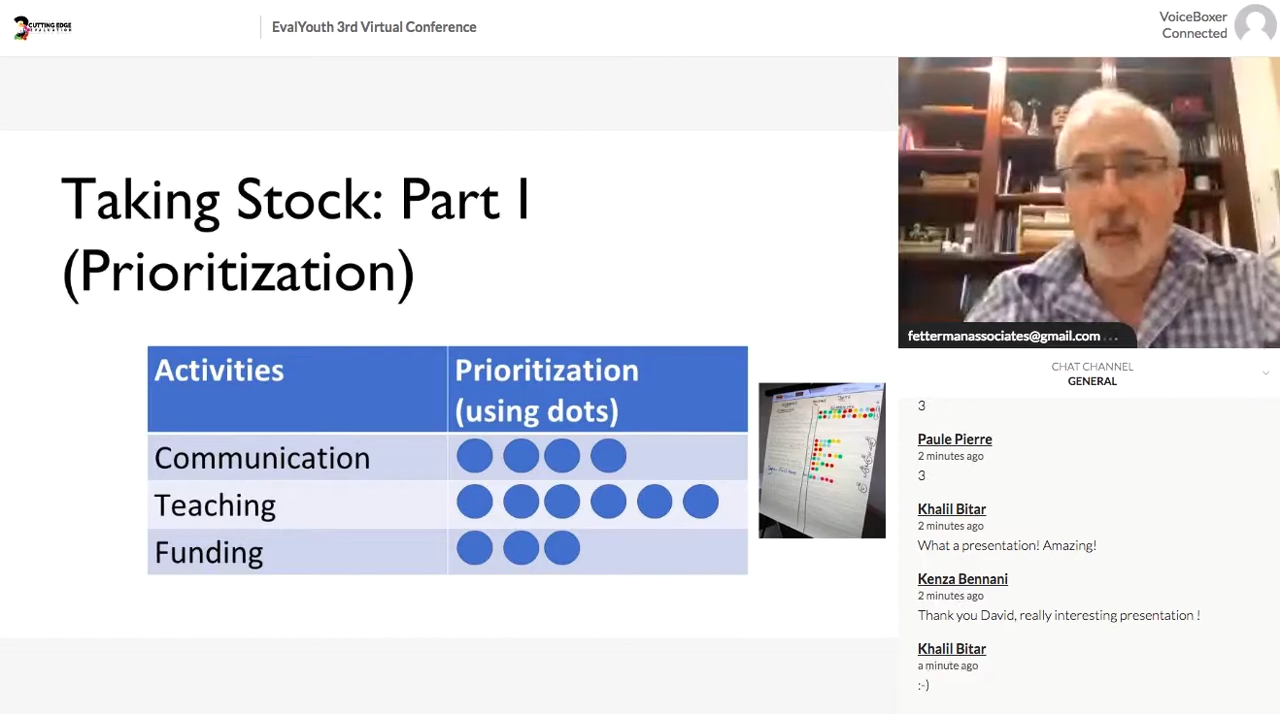 CUTTING EDGE
EvalYouth 3rd Virtual Conference
VoiceBoxer
Connected
Taking Stock: Part I
(Prioritization)
Activities
Prioritization
(using dots)
Communication
Teaching
Funding
fettermanassociates@gmail.com ...
CHAT CHANNEL
GENERAL
3
Paule Pierre
2 minutes ago
3
Khalil Bitar
2 minutes ago
What a presentation! Amazing!
Kenza Bennani
2 minutes ago
Thank you David, really interesting presentation !
Khalil Bitar
a minute ago
:-)